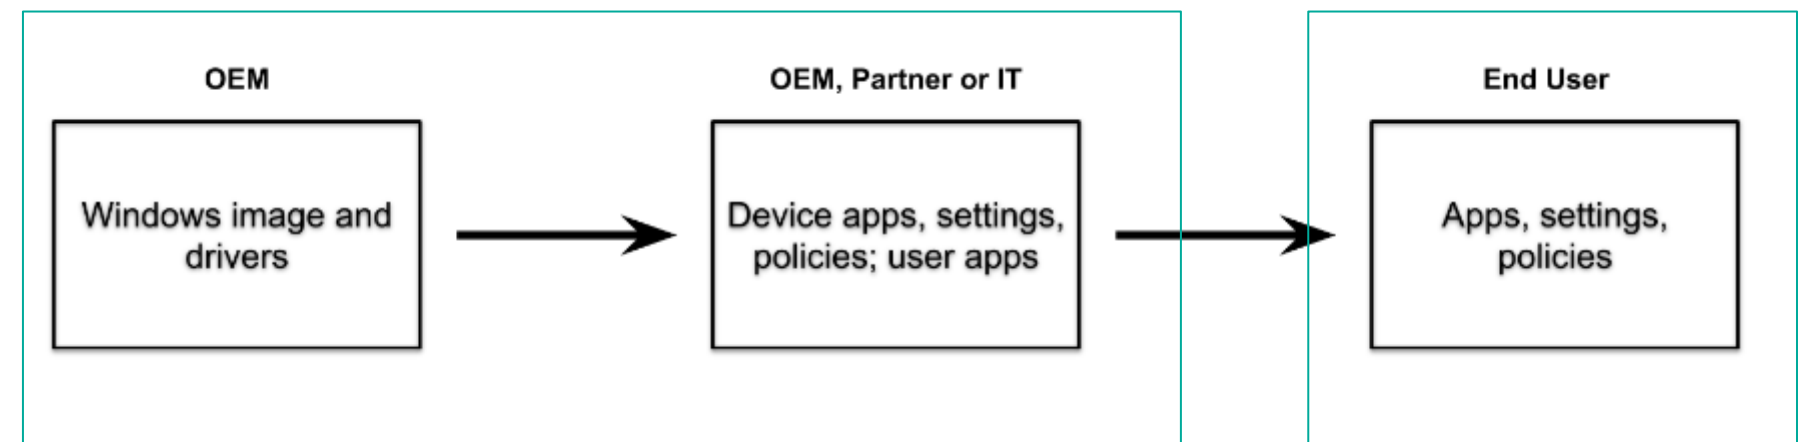 OEM
Windows image and
drivers
OEM, Partner or IT
Device apps, settings,
policies; user apps
End User
Apps, settings,
policies